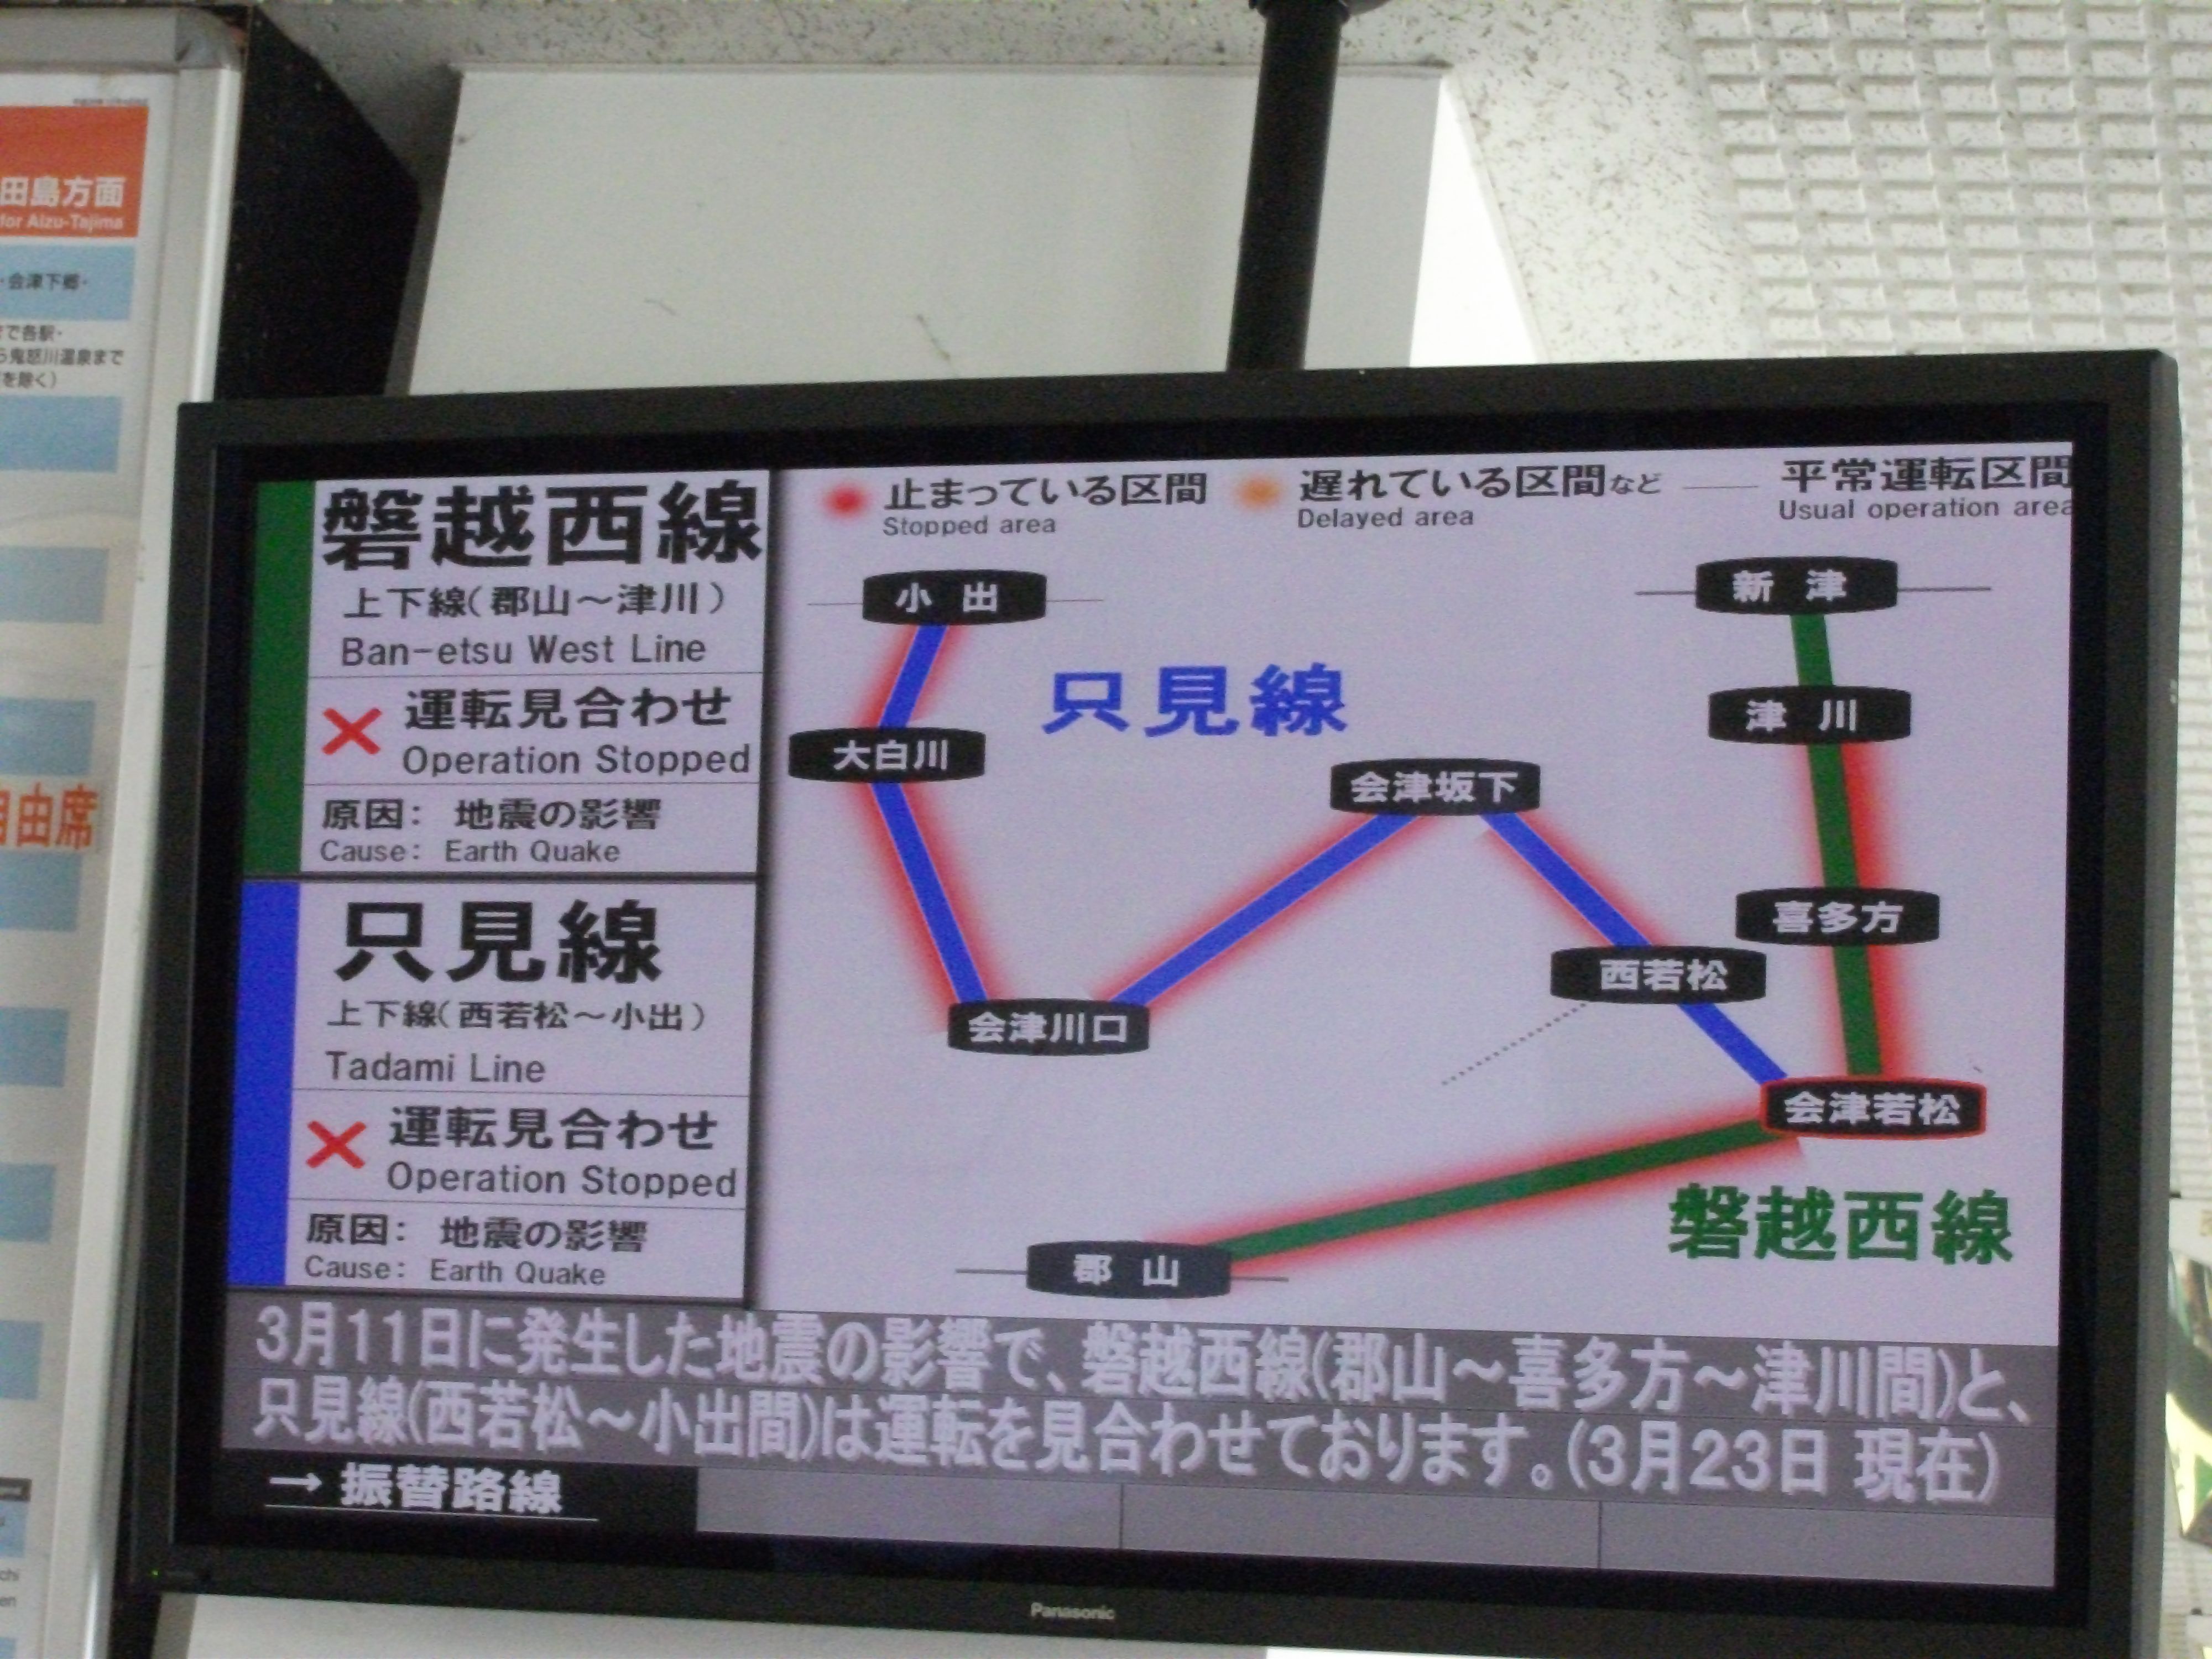 田島方面
for Aizu-Tajima
・会津下郷・
で各駅・
鬼怒川温泉まで
を除く）
自由席
磐越西線
上下線（郡山～津川）
Ban-etsu West Line
運転見合わせ
Operation Stopped
原因： 地震の影響
Cause: Earth Quake
只見線
上下線（西若松～小出）
Tadami Line
運転見合わせ
Operation Stopped
原因： 地震の影響
Cause: Earth Quake
止まっている区間
Stopped area
遅れている区間など
Delayed area
平常運転区間
Usual operation area
小出
新津
只見線
津川
大白川
会津坂下
喜多方
西若松
会津川口
会津若松
磐越西線
郡山
3月11日に発生した地震の影響で、磐越西線(郡山～喜多方～津川間)と、
只見線(西若松～小出間)は運転を見合わせております。(3月23日 現在)
→ 振替路線
Panasonic